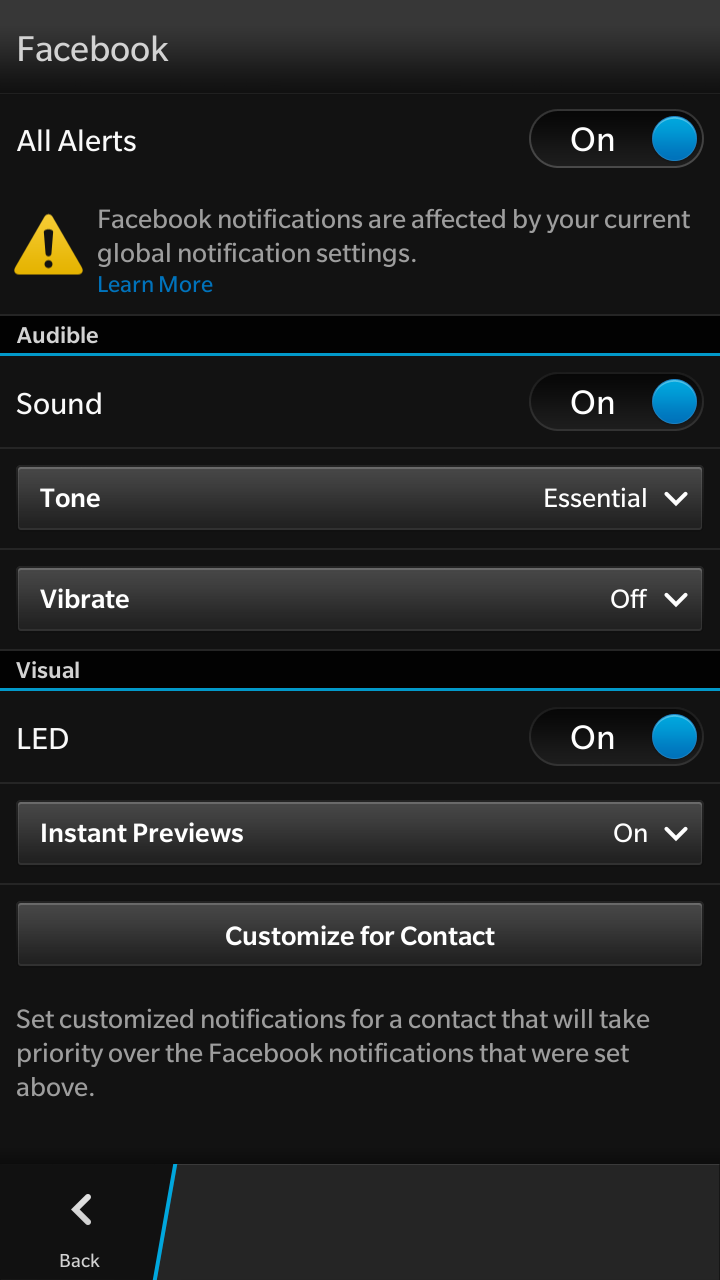 Facebook
All Alerts On
Facebook notifications are affected by your current
global notification settings.
Learn More
Audible
Sound On
Tone Essential
Vibrate Off
Visual
LED On
Instant Previews On
Customize for Contact
Set customized notifications for a contact that will take
priority over the Facebook notifications that were set
above.
Back